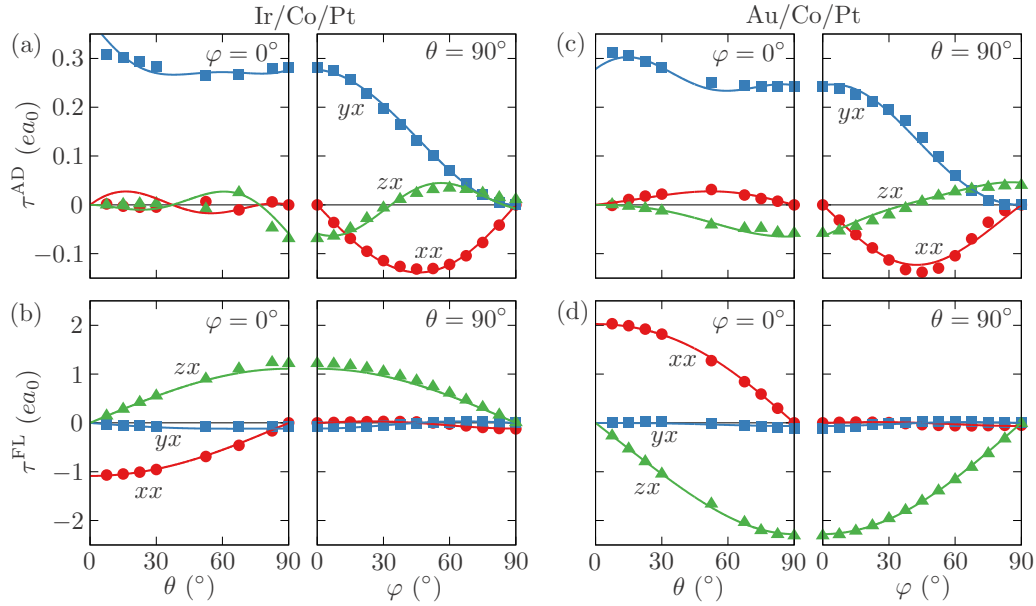 Ir/Co/Pt
Au/Co/Pt
(a)
φ = 0°
θ = 90°
0.3
0.2
0.1
0
−0.1
τ^AD (ea₀)
yx
zx
xx
(c)
φ = 0°
θ = 90°
yx
zx
xx
(b)
φ = 0°
θ = 90°
2
1
0
−1
−2
τ^FL (ea₀)
zx
yx
xx
(d)
φ = 0°
θ = 90°
xx
yx
zx
0 30 60 90
0 30 60 90
0 30 60 90
0 30 60 90
θ (°)
φ (°)
θ (°)
φ (°)